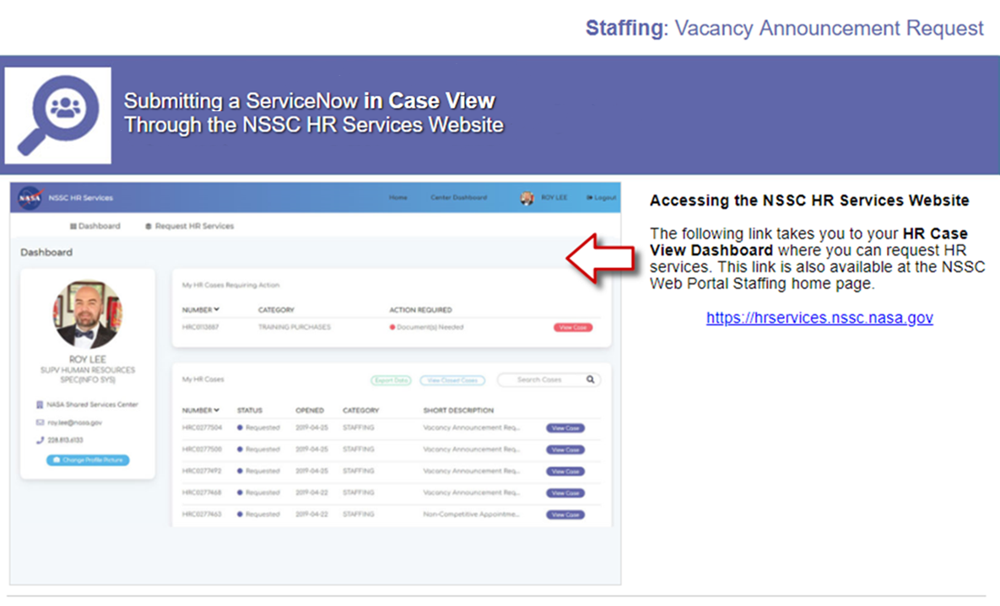 Staffing: Vacancy Announcement Request
Submitting a ServiceNow in Case View
Through the NSSC HR Services Website
NASA NSSC HR Services Home Center Dashboard ROY LEE Logout
Dashboard Request HR Services
Dashboard
ROY LEE
SUPV HUMAN RESOURCES
SPEC(INFO SYS)
NASA Shared Services Center
roy.lee@nasa.gov
228.813.6133
Change Profile Picture
My HR Cases Requiring Action
NUMBER CATEGORY ACTION REQUIRED
HRC0113887 TRAINING PURCHASES Document(s) Needed View Case
My HR Cases Export Data View Closed Cases Search Cases
NUMBER STATUS OPENED CATEGORY SHORT DESCRIPTION
HRC0277504 Requested 2019-04-25 STAFFING Vacancy Announcement Req... View Case
HRC0277500 Requested 2019-04-25 STAFFING Vacancy Announcement Req... View Case
HRC0277492 Requested 2019-04-25 STAFFING Vacancy Announcement Req... View Case
HRC0277468 Requested 2019-04-22 STAFFING Vacancy Announcement Req... View Case
HRC0277463 Requested 2019-04-22 STAFFING Non-Competitive Appointme... View Case
Accessing the NSSC HR Services Website
The following link takes you to your HR Case
View Dashboard where you can request HR
services. This link is also available at the NSSC
Web Portal Staffing home page.
https://hrservices.nssc.nasa.gov